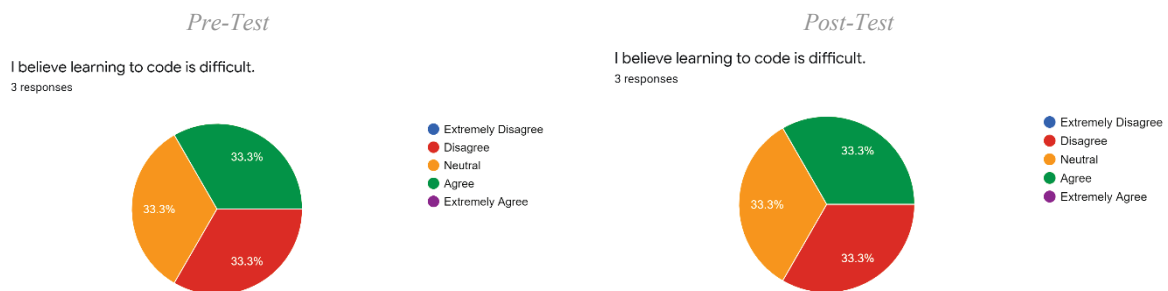 Pre-Test
I believe learning to code is difficult.
3 responses
33.3%
33.3%
33.3%
Extremely Disagree
Disagree
Neutral
Agree
Extremely Agree
Post-Test
I believe learning to code is difficult.
3 responses
33.3%
33.3%
33.3%
Extremely Disagree
Disagree
Neutral
Agree
Extremely Agree